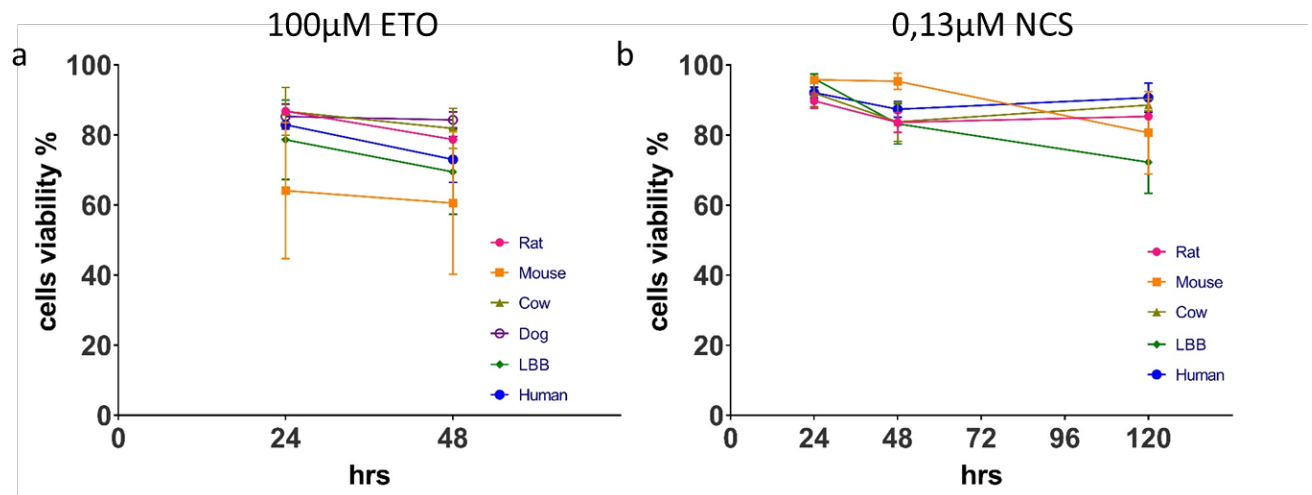 100μM ETO
0,13μM NCS
a
b
cells viability %
100
80
60
40
20
0
0
24
48
hrs
Rat
Mouse
Cow
Dog
LBB
Human
cells viability %
100
80
60
40
20
0
0
24
48
72
96
120
hrs
Rat
Mouse
Cow
LBB
Human